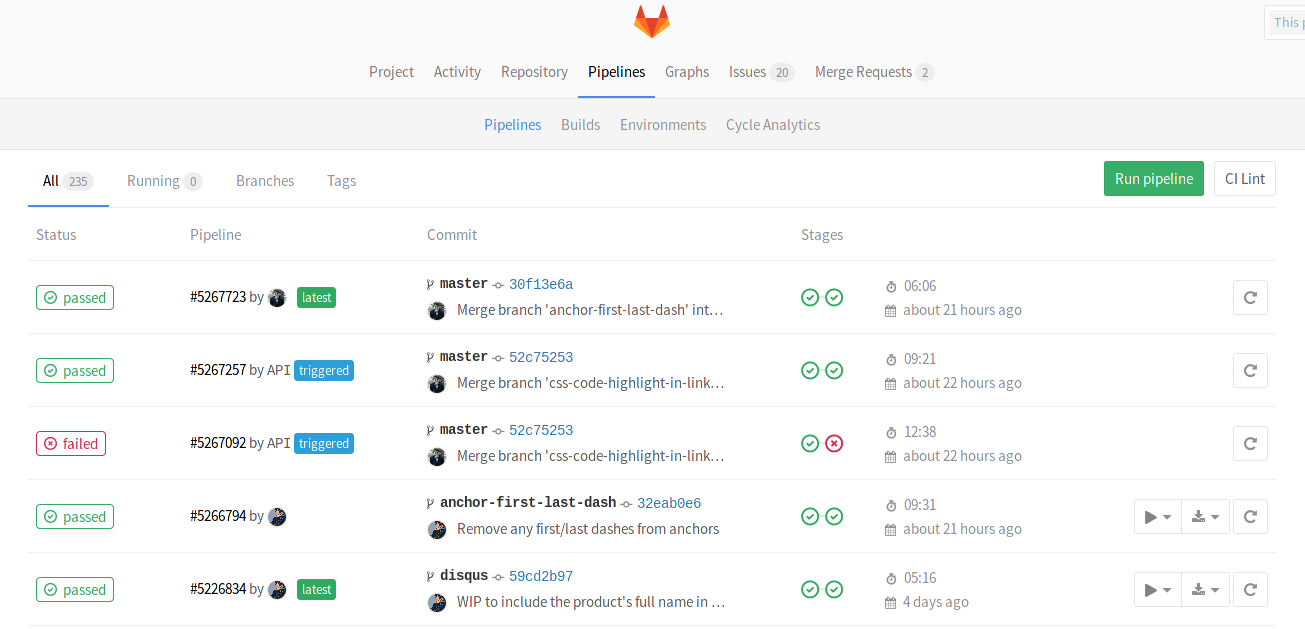 This p
Project Activity Repository Pipelines Graphs Issues 20 Merge Requests 2
Pipelines Builds Environments Cycle Analytics
All 235 Running 0 Branches Tags Run pipeline CI Lint
Status Pipeline Commit Stages
passed #5267723 by latest master 30f13e6a 06:06
Merge branch 'anchor-first-last-dash' int… about 21 hours ago
passed #5267257 by API triggered master 52c75253 09:21
Merge branch 'css-code-highlight-in-link… about 22 hours ago
failed #5267092 by API triggered master 52c75253 12:38
Merge branch 'css-code-highlight-in-link… about 22 hours ago
passed #5266794 by anchor-first-last-dash 32eab0e6 09:31
Remove any first/last dashes from anchors about 21 hours ago
passed #5226834 by latest disqus 59cd2b97 05:16
WIP to include the product's full name in … 4 days ago